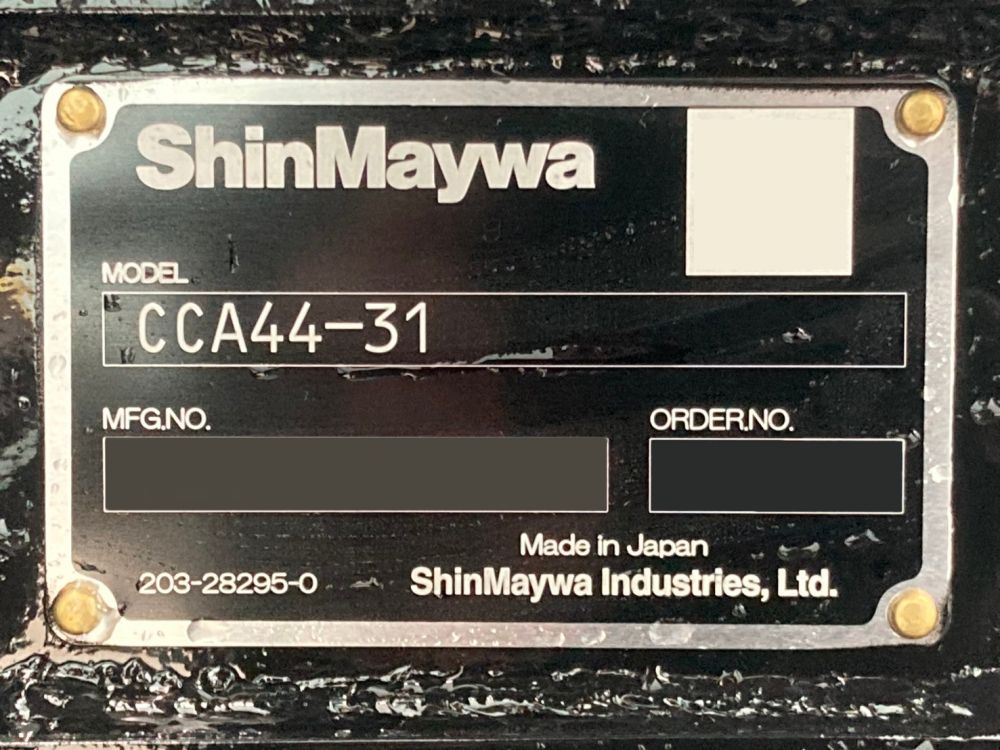 ShinMaywa
MODEL
CCA44-31
MFG.NO.
ORDER.NO.
Made in Japan
203-28295-0
ShinMaywa Industries, Ltd.